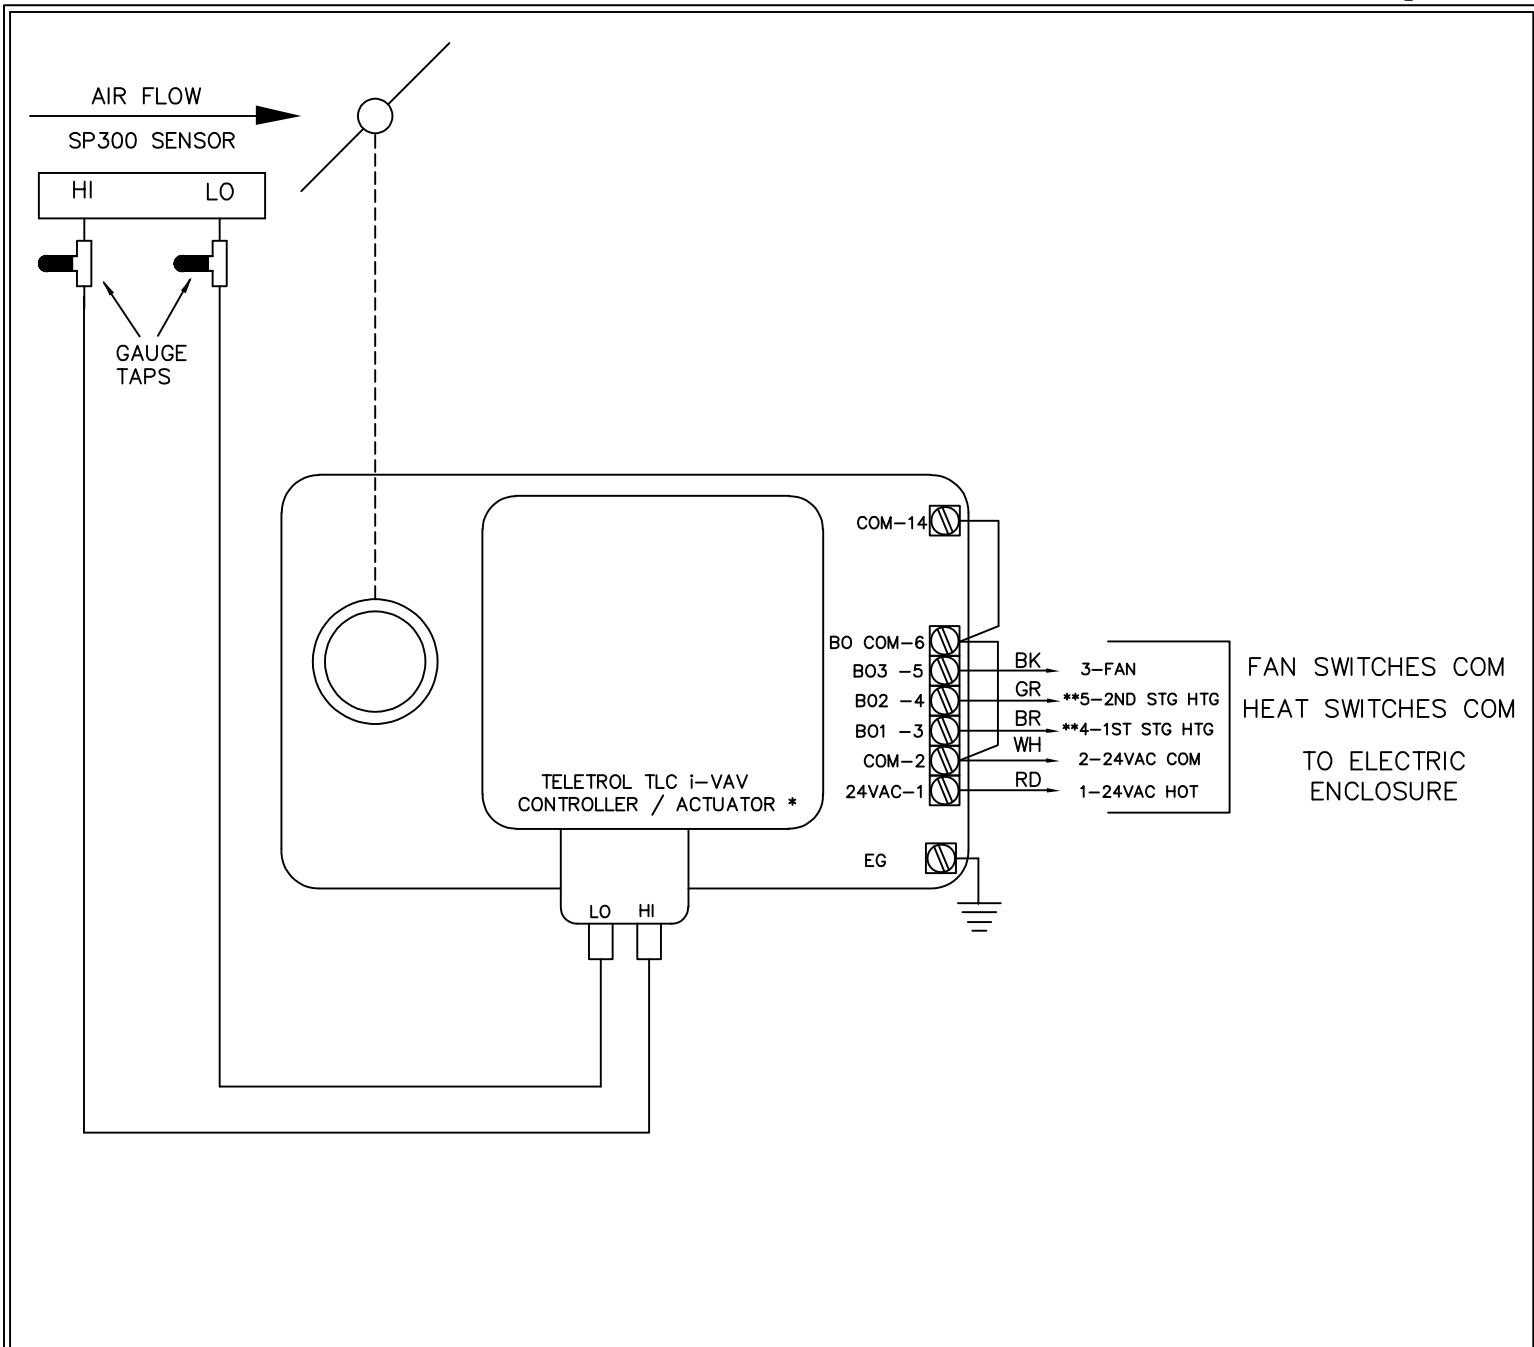 AIR FLOW
SP300 SENSOR
HI LO
GAUGE
TAPS
COM-14
BO COM-6
BO3 -5 BK 3-FAN
BO2 -4 GR **5-2ND STG HTG
BO1 -3 BR **4-1ST STG HTG
COM-2 WH 2-24VAC COM
24VAC-1 RD 1-24VAC HOT
EG
FAN SWITCHES COM
HEAT SWITCHES COM
TO ELECTRIC
ENCLOSURE
TELETROL TLC i-VAV
CONTROLLER / ACTUATOR *
LO HI